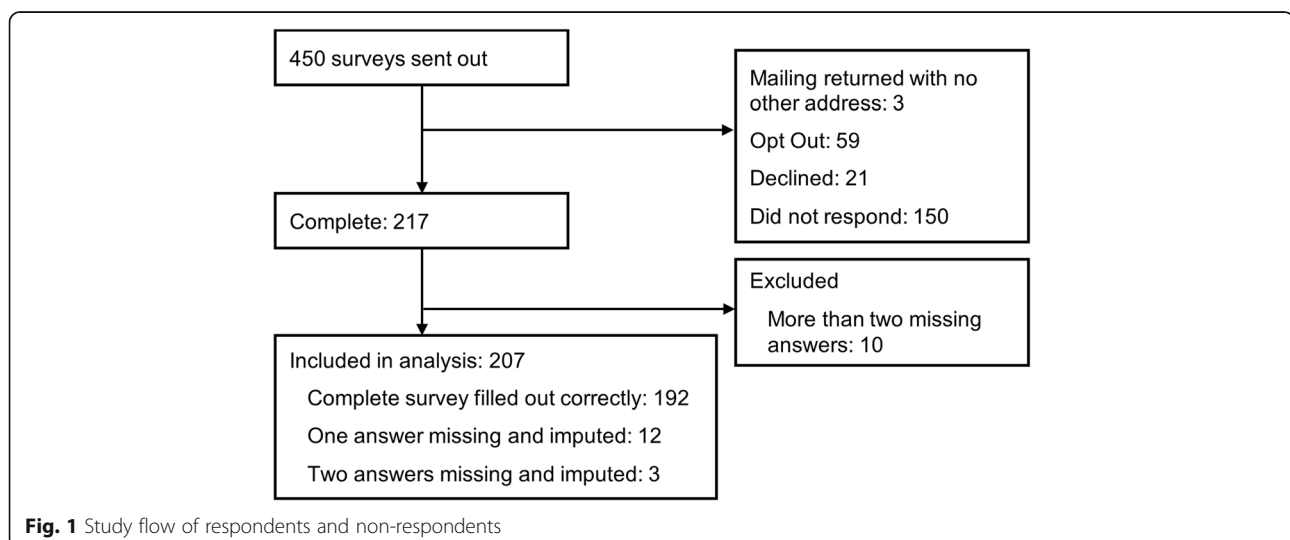 450 surveys sent out
Mailing returned with no
other address: 3
Opt Out: 59
Declined: 21
Did not respond: 150
Complete: 217
Excluded
More than two missing
answers: 10
Included in analysis: 207
Complete survey filled out correctly: 192
One answer missing and imputed: 12
Two answers missing and imputed: 3
Fig. 1 Study flow of respondents and non-respondents